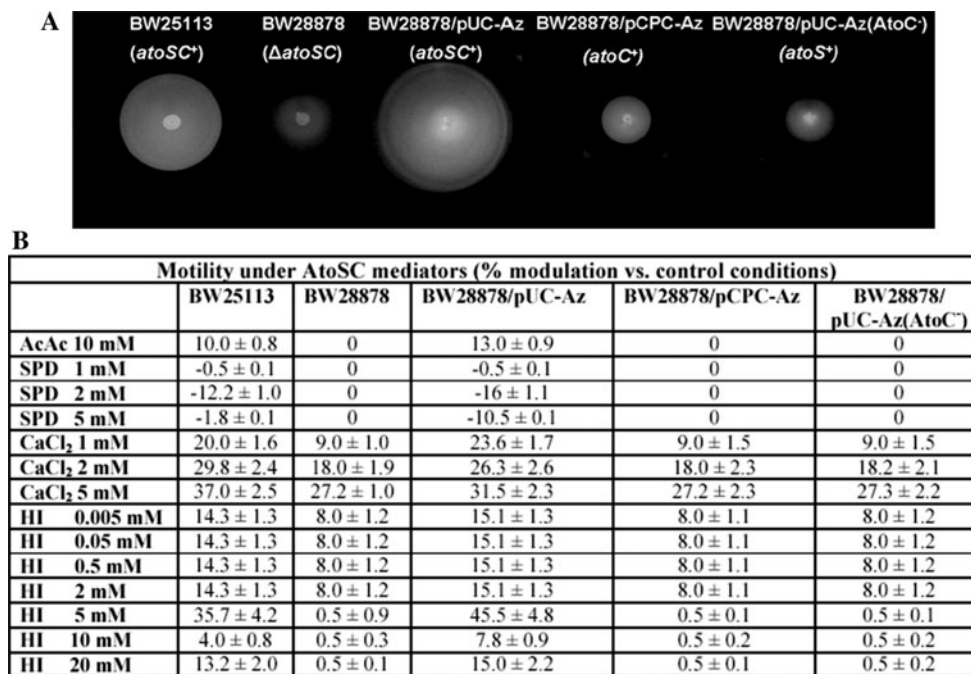 A
BW25113 BW28878 BW28878/pUC-Az BW28878/pCPC-Az BW28878/pUC-Az(AtoC⁻)
(atoSC⁺) (ΔatoSC) (atoSC⁺) (atoC⁺) (atoS⁺)
B
Motility under AtoSC mediators (% modulation vs. control conditions)
BW25113 BW28878 BW28878/pUC-Az BW28878/pCPC-Az BW28878/
pUC-Az(AtoC⁻)
AcAc 10 mM 10.0 ± 0.8 0 13.0 ± 0.9 0 0
SPD 1 mM -0.5 ± 0.1 0 -0.5 ± 0.1 0 0
SPD 2 mM -12.2 ± 1.0 0 -16 ± 1.1 0 0
SPD 5 mM -1.8 ± 0.1 0 -10.5 ± 0.1 0 0
CaCl₂ 1 mM 20.0 ± 1.6 9.0 ± 1.0 23.6 ± 1.7 9.0 ± 1.5 9.0 ± 1.5
CaCl₂ 2 mM 29.8 ± 2.4 18.0 ± 1.9 26.3 ± 2.6 18.0 ± 2.3 18.2 ± 2.1
CaCl₂ 5 mM 37.0 ± 2.5 27.2 ± 1.0 31.5 ± 2.3 27.2 ± 2.3 27.3 ± 2.2
HI 0.005 mM 14.3 ± 1.3 8.0 ± 1.2 15.1 ± 1.3 8.0 ± 1.1 8.0 ± 1.2
HI 0.05 mM 14.3 ± 1.3 8.0 ± 1.2 15.1 ± 1.3 8.0 ± 1.1 8.0 ± 1.2
HI 0.5 mM 14.3 ± 1.3 8.0 ± 1.2 15.1 ± 1.3 8.0 ± 1.1 8.0 ± 1.2
HI 2 mM 14.3 ± 1.3 8.0 ± 1.2 15.1 ± 1.3 8.0 ± 1.1 8.0 ± 1.2
HI 5 mM 35.7 ± 4.2 0.5 ± 0.9 45.5 ± 4.8 0.5 ± 0.1 0.5 ± 0.1
HI 10 mM 4.0 ± 0.8 0.5 ± 0.3 7.8 ± 0.9 0.5 ± 0.2 0.5 ± 0.2
HI 20 mM 13.2 ± 2.0 0.5 ± 0.1 15.0 ± 2.2 0.5 ± 0.1 0.5 ± 0.2